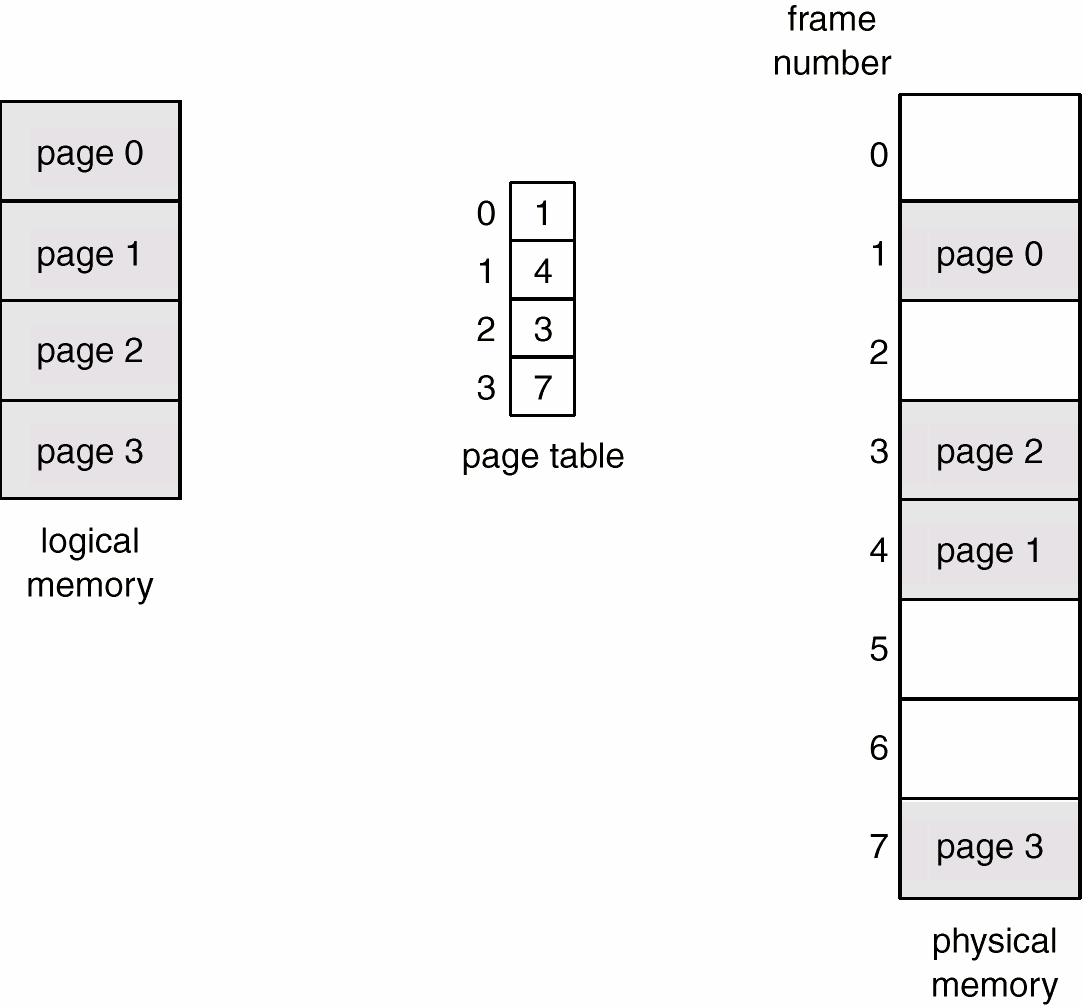 page 0
page 1
page 2
page 3
logical
memory
0 1
1 4
2 3
3 7
page table
frame
number
0
1 page 0
2
3 page 2
4 page 1
5
6
7 page 3
physical
memory